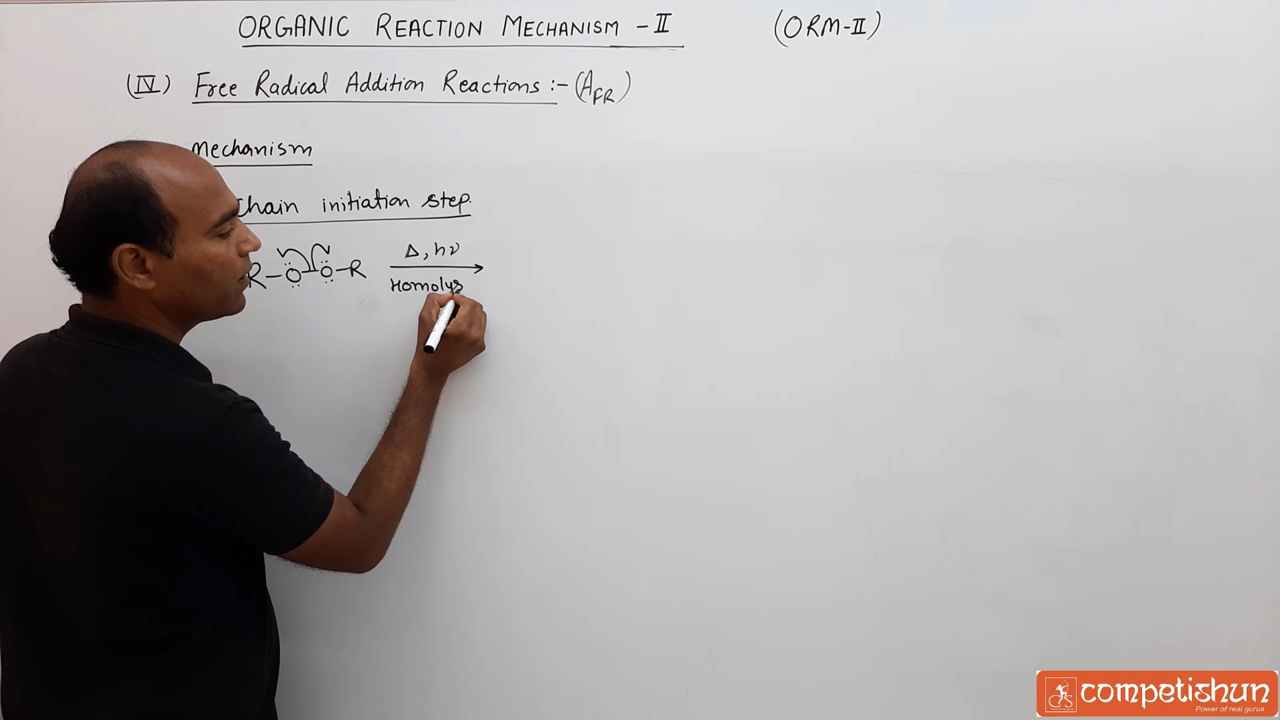 ORGANIC REACTION MECHANISM - II (ORM-II)
(IV) Free Radical Addition Reactions :- (AFR)
Mechanism
Chain initiation step.
R-O-O-R Δ, hν
Homolys
competishun
Power of real gurus